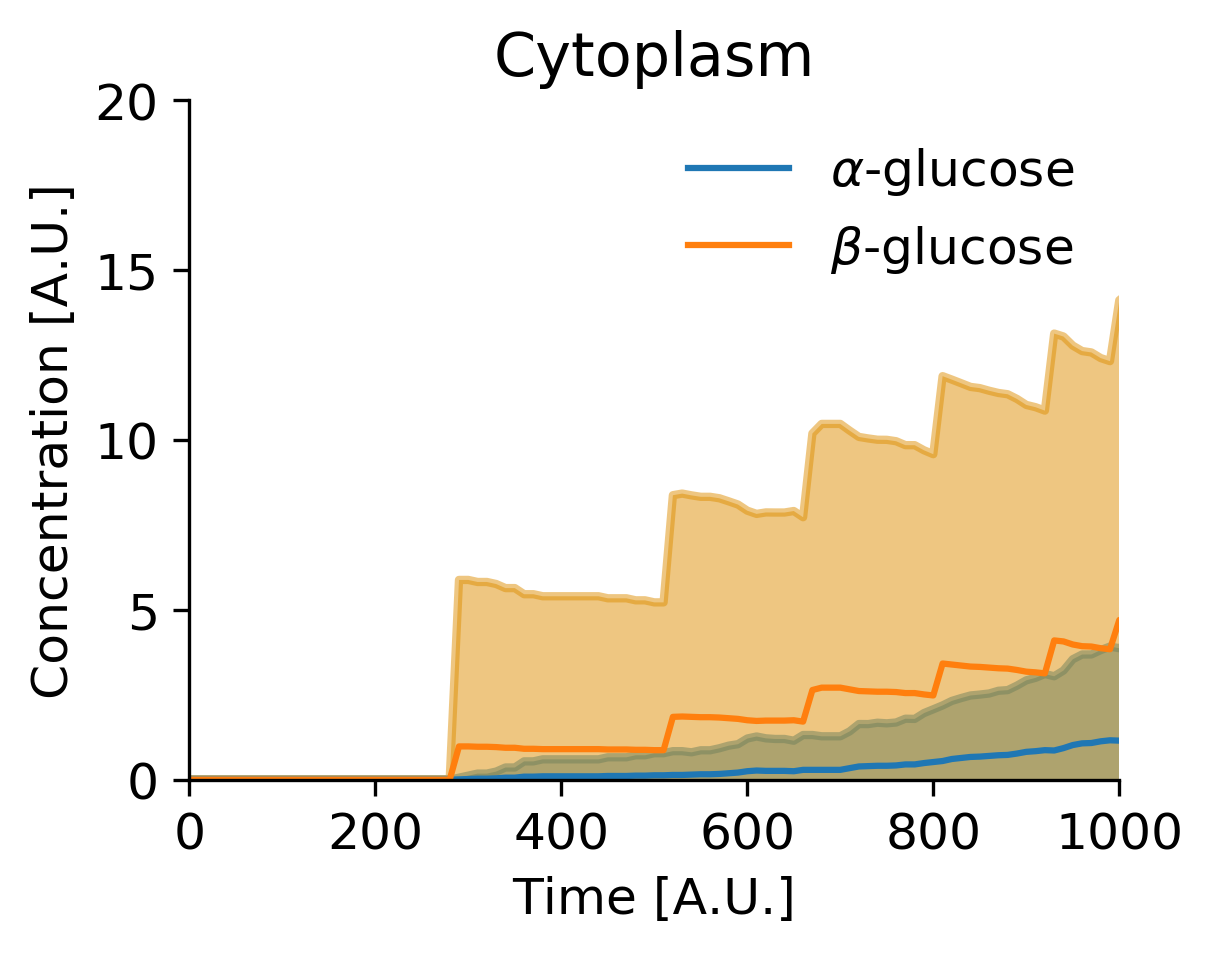 Cytoplasm
20
15
10
5
0
Concentration [A.U.]
α-glucose
β-glucose
0 200 400 600 800 1000
Time [A.U.]